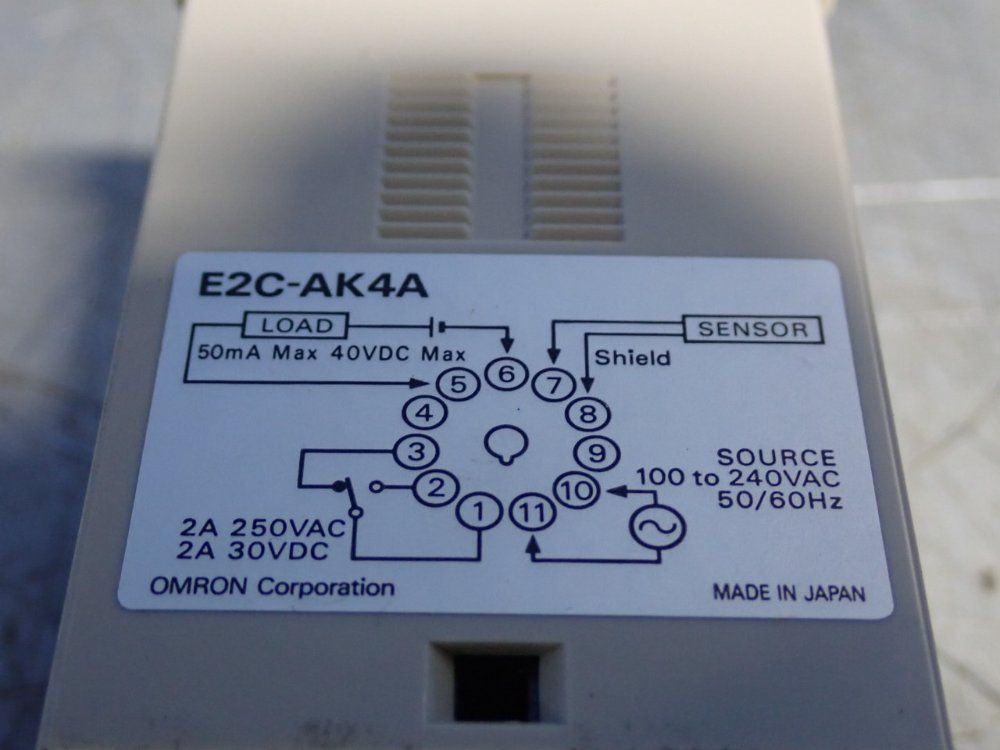 E2C-AK4A
LOAD
SENSOR
50mA Max 40VDC Max
Shield
6
5
7
4
8
3
9
SOURCE
2
10
100 to 240VAC
1
11
50/60Hz
2A 250VAC
2A 30VDC
OMRON Corporation
MADE IN JAPAN